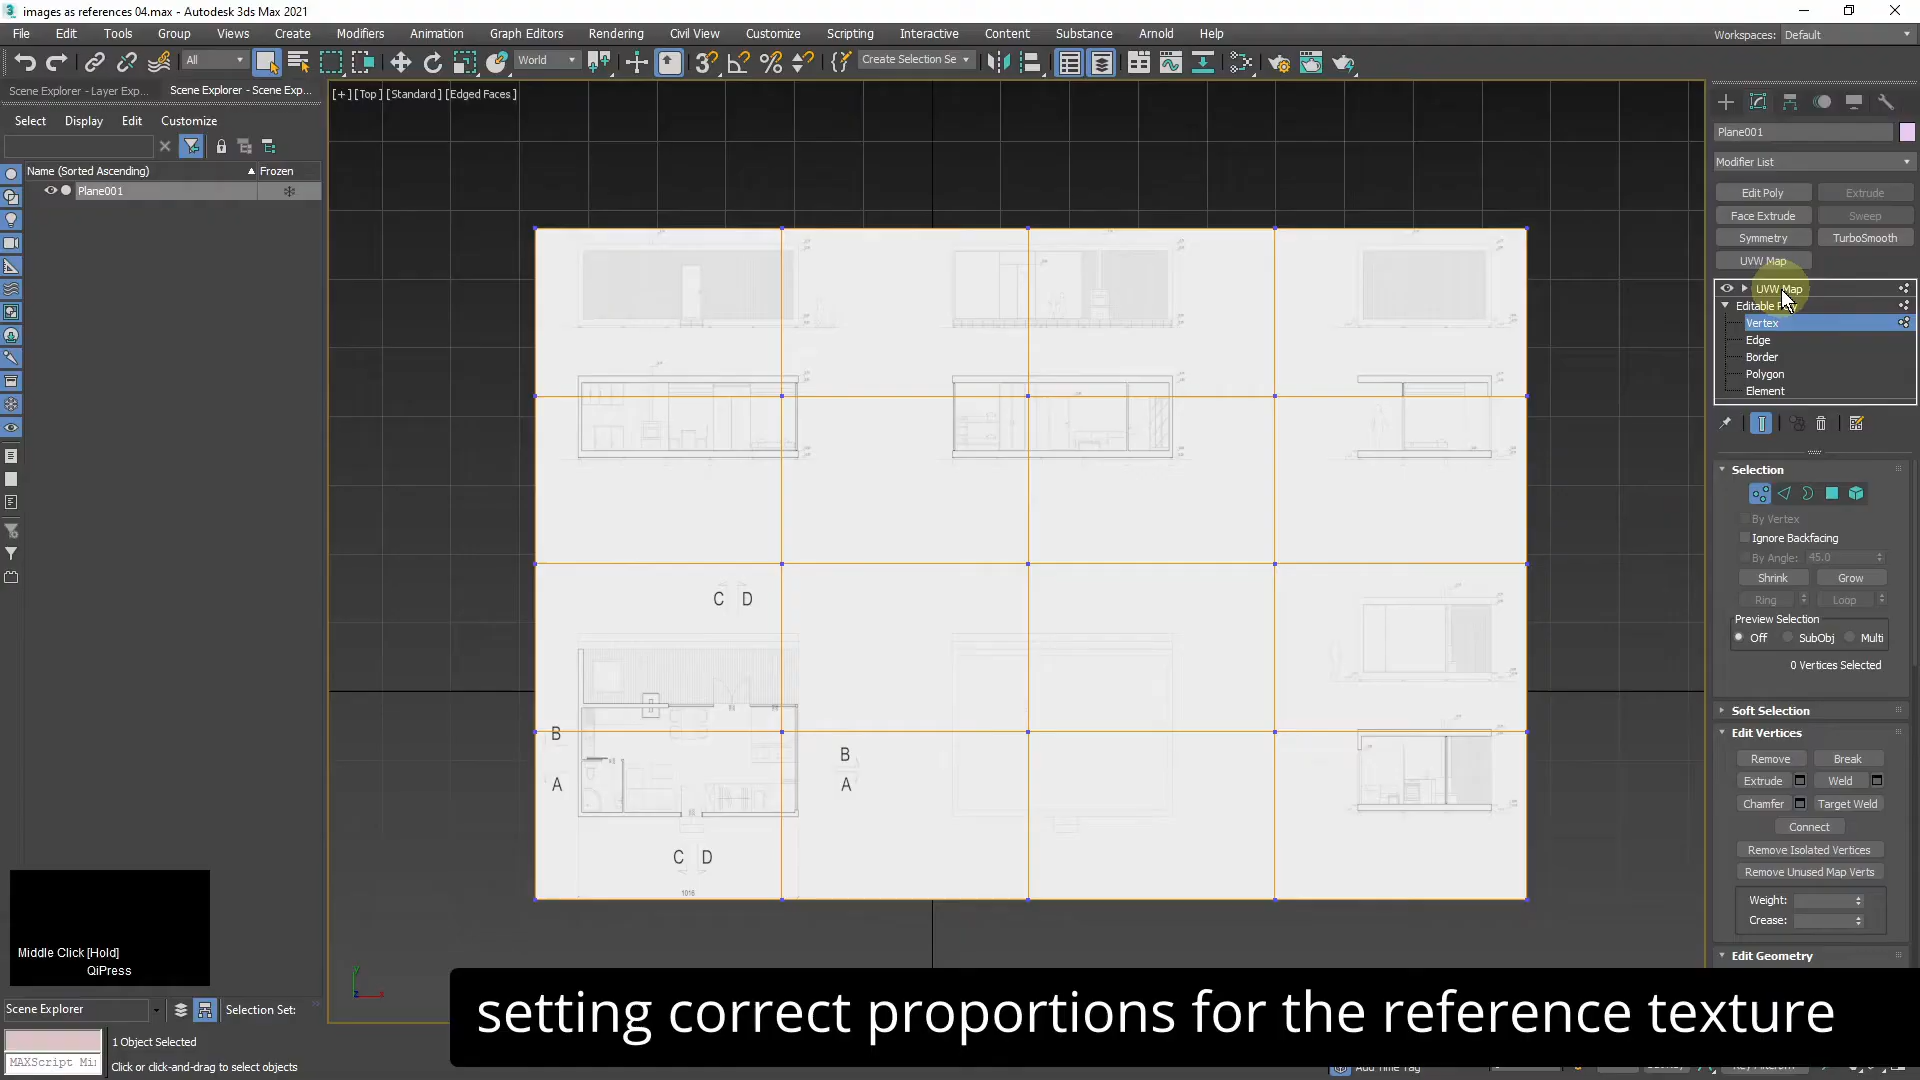 images as references 04.max - Autodesk 3ds Max 2021
File Edit Tools Group Views Create Modifiers Animation Graph Editors Rendering Civil View Customize Scripting Interactive Content Substance Arnold Help
Workspaces: Default
All World Create Selection Se
Scene Explorer - Layer Exp... Scene Explorer - Scene Exp...
[+] [Top] [Standard] [Edged Faces]
Select Display Edit Customize
Name (Sorted Ascending) Frozen
Plane001
Plane001
Modifier List
Edit Poly Extrude
Face Extrude Sweep
Symmetry TurboSmooth
UVW Map
UVW Map
Editable Poly
Vertex
Edge
Border
Polygon
Element
Selection
By Vertex
Ignore Backfacing
By Angle: 45.0
Shrink Grow
Ring Loop
Preview Selection
Off SubObj Multi
0 Vertices Selected
Soft Selection
Edit Vertices
Remove Break
Extrude Weld
Chamfer Target Weld
Connect
Remove Isolated Vertices
Remove Unused Map Verts
Weight:
Crease:
Edit Geometry
C D
B
A
B
A
C D
1016
Middle Click [Hold]
QiPress
Scene Explorer Selection Set:
1 Object Selected
MAXScript Mi
Click or click-and-drag to select objects
setting correct proportions for the reference texture
Add Time Tag